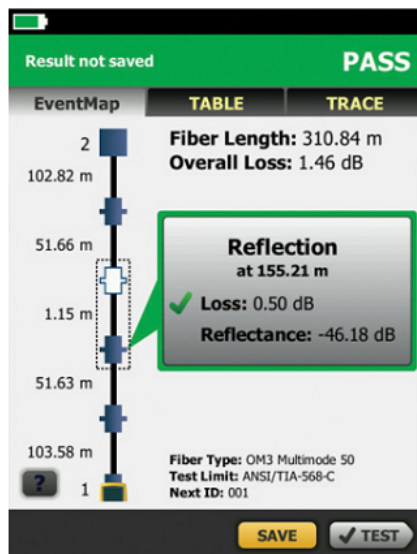 Result not saved
PASS
EventMap
TABLE
TRACE
2
Fiber Length: 310.84 m
Overall Loss: 1.46 dB
102.82 m
51.66 m
Reflection
at 155.21 m
Loss: 0.50 dB
Reflectance: -46.18 dB
1.15 m
51.63 m
103.58 m
Fiber Type: OM3 Multimode 50
Test Limit: ANSI/TIA-568-C
Next ID: 001
?
1
SAVE
TEST